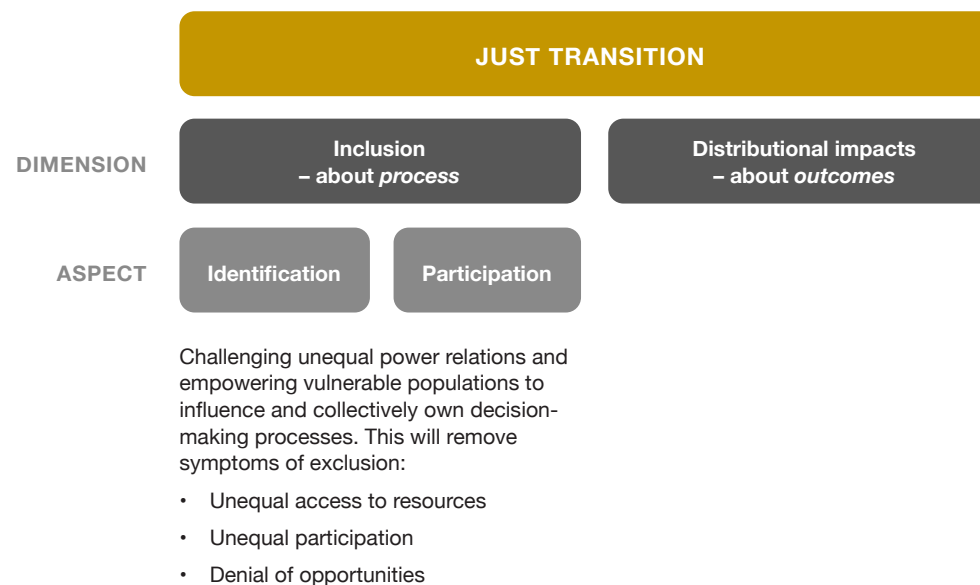 JUST TRANSITION
DIMENSION
Inclusion
– about process
Distributional impacts
– about outcomes
ASPECT
Identification
Participation
Challenging unequal power relations and
empowering vulnerable populations to
influence and collectively own decision-
making processes. This will remove
symptoms of exclusion:
• Unequal access to resources
• Unequal participation
• Denial of opportunities